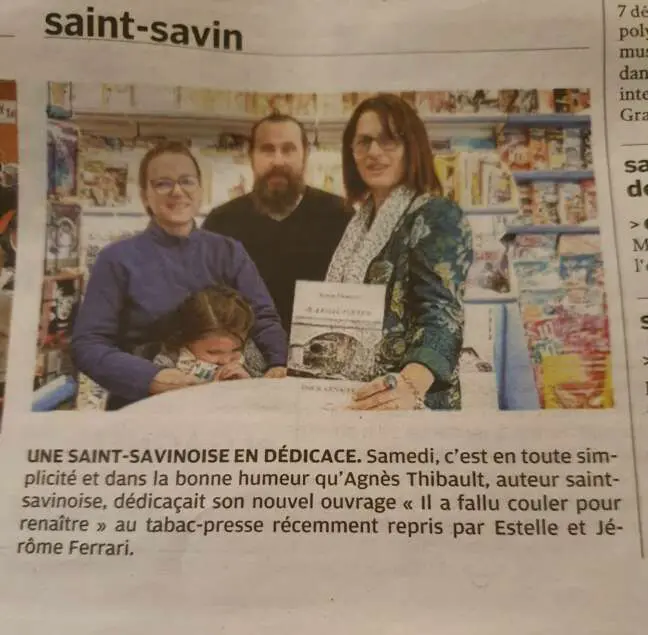 saint-savin
UNE SAINT-SAVINOISE EN DÉDICACE. Samedi, c'est en toute sim-
plicité et dans la bonne humeur qu'Agnès Thibault, auteur saint-
savinoise, dédicaçait son nouvel ouvrage « Il a fallu couler pour
renaître » au tabac-presse récemment repris par Estelle et Jé-
rôme Ferrari.
7 dé
poly
mus
dan
inte
Gra
sa
de
M
l'
s